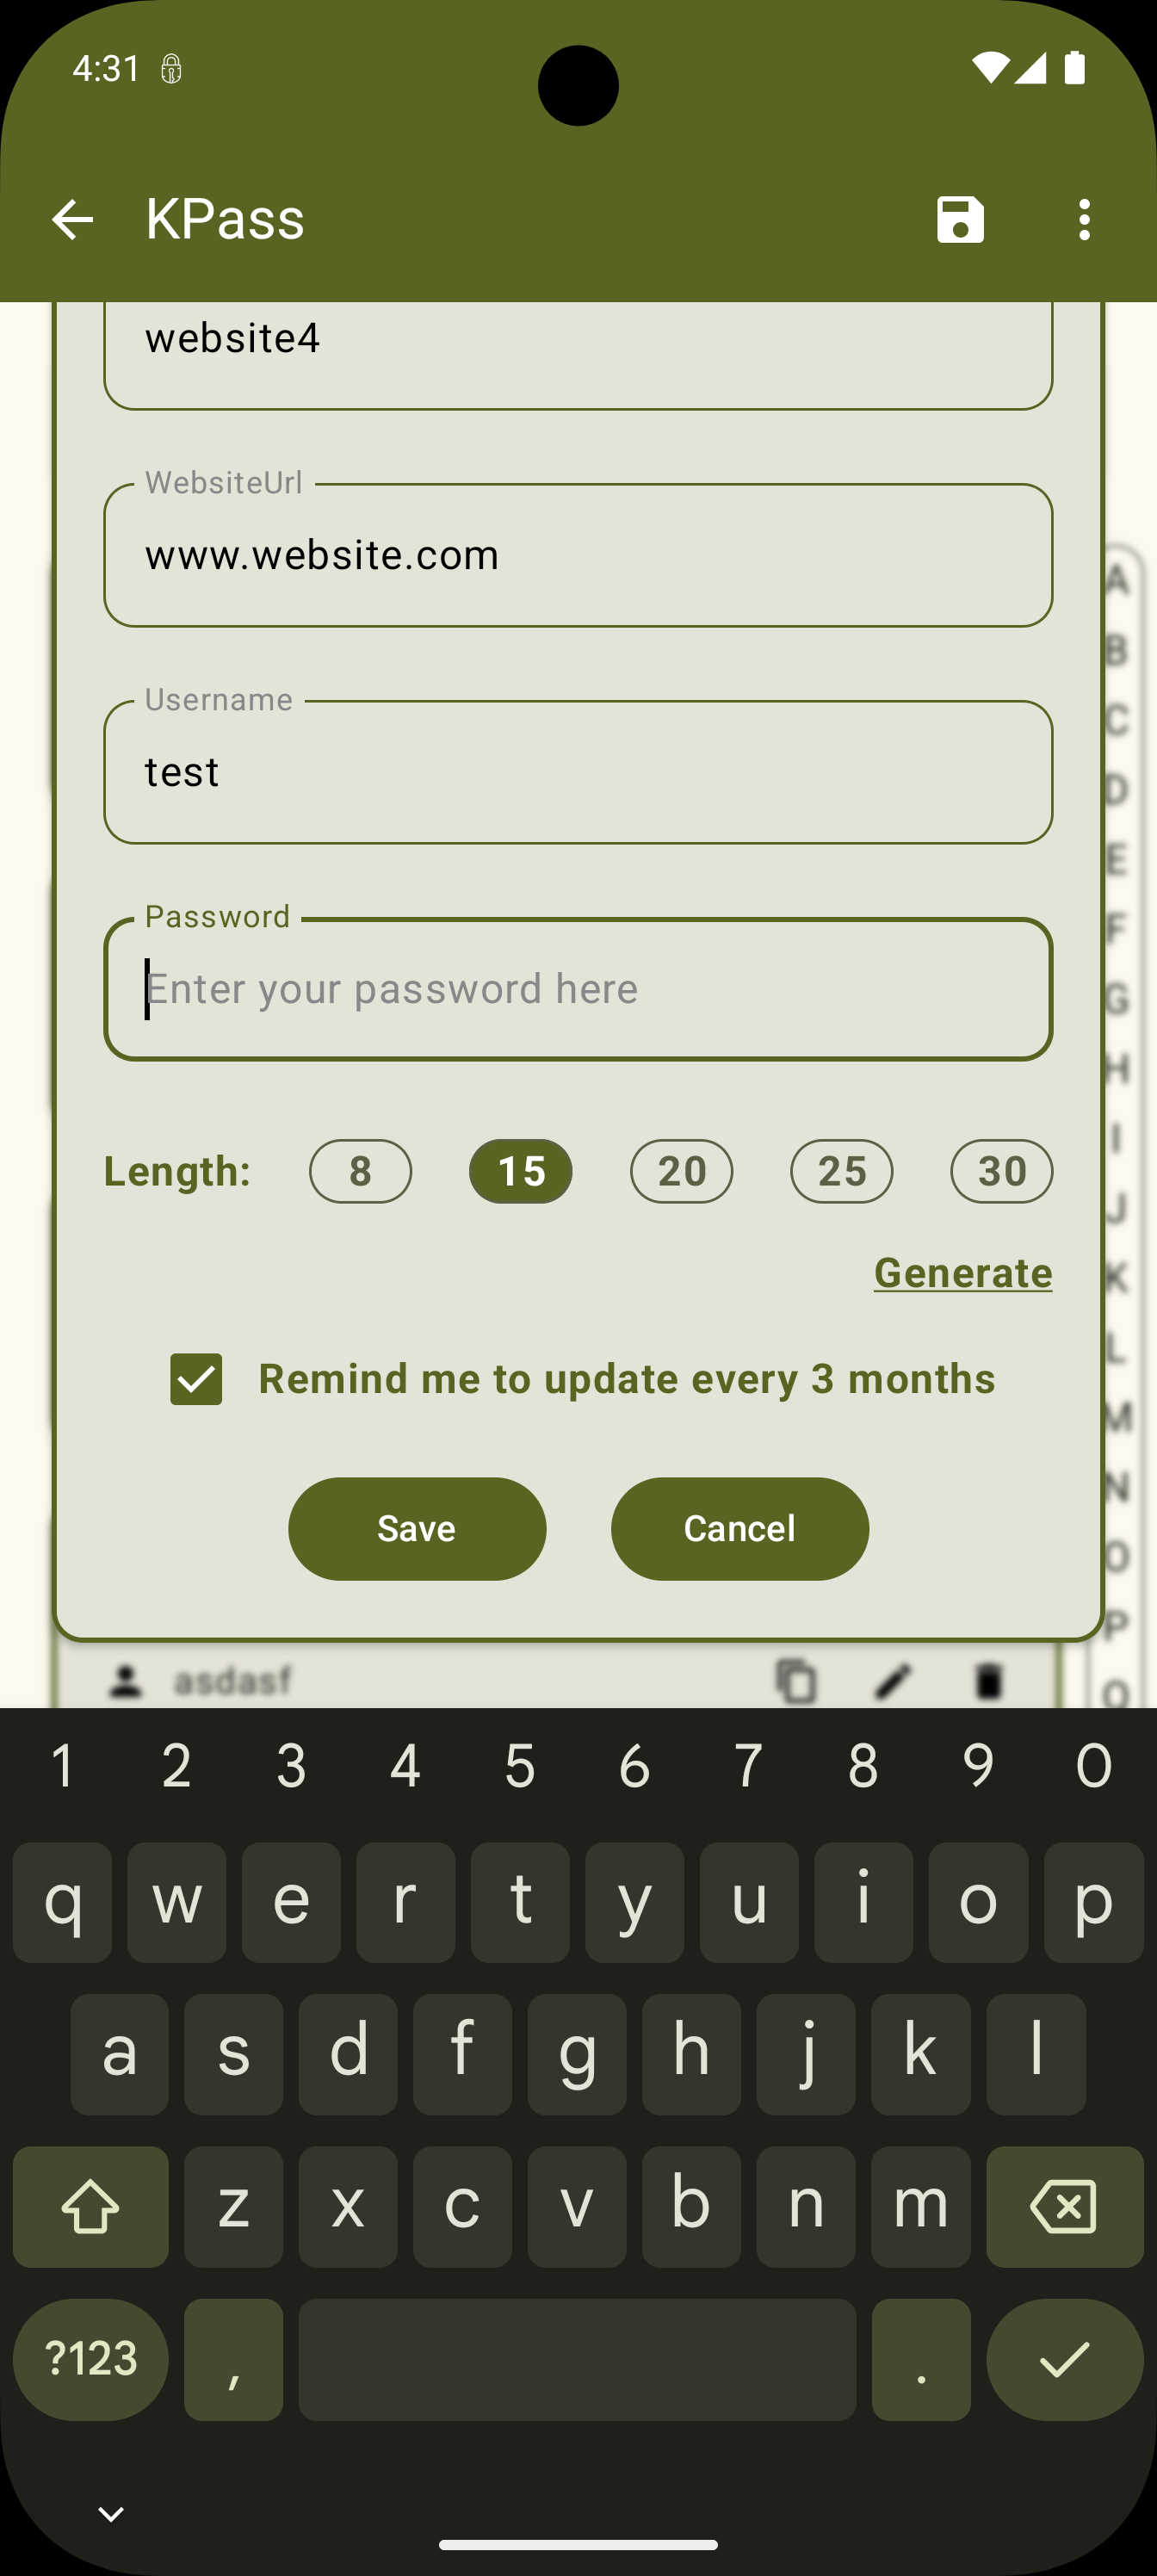 4:31
KPass
website4
WebsiteUrl
www.website.com
Username
test
Password
Enter your password here
Length: 8 15 20 25 30
Generate
Remind me to update every 3 months
Save Cancel
asdasf
A
B
C
D
E
F
G
H
I
J
K
L
M
N
O
P
Q
1 2 3 4 5 6 7 8 9 0
q w e r t y u i o p
a s d f g h j k l
z x c v b n m
?123 , .